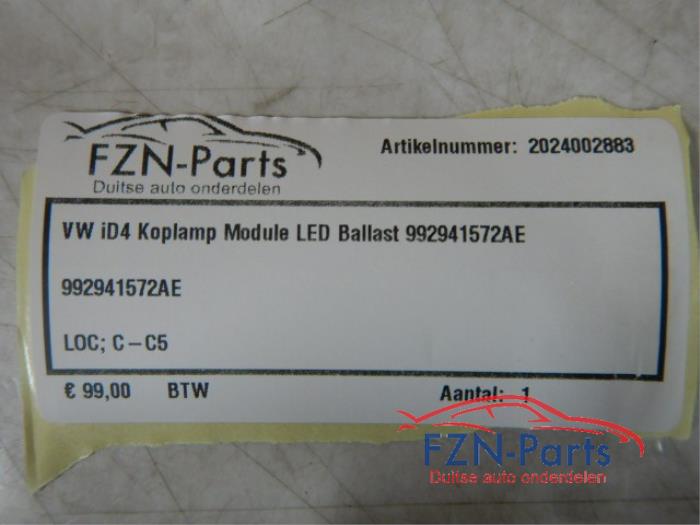 FZN-Parts
Duitse auto onderdelen
Artikelnummer: 2024002883
VW iD4 Koplamp Module LED Ballast 992941572AE
992941572AE
LOC; C-C5
€ 99,00 BTW Aantal: 1
FZN-Parts
Duitse auto onderdelen